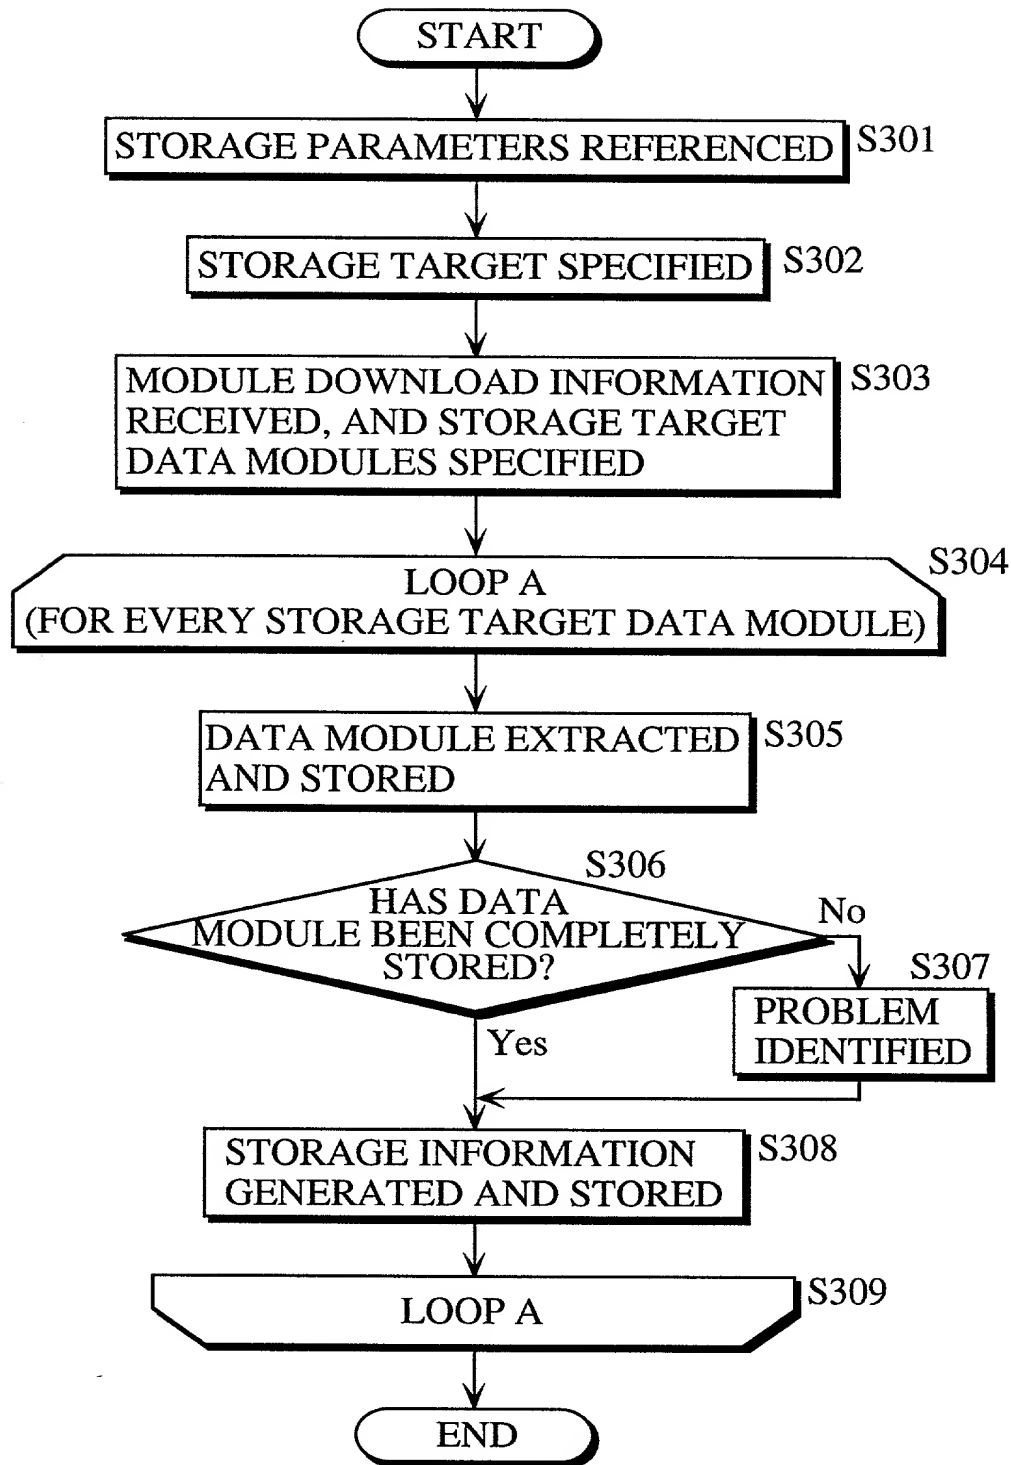 START
STORAGE PARAMETERS REFERENCED
S301
STORAGE TARGET SPECIFIED
S302
MODULE DOWNLOAD INFORMATION
RECEIVED, AND STORAGE TARGET
DATA MODULES SPECIFIED
S303
LOOP A
(FOR EVERY STORAGE TARGET DATA MODULE)
S304
DATA MODULE EXTRACTED
AND STORED
S305
S306
HAS DATA
MODULE BEEN COMPLETELY
STORED?
No
S307
PROBLEM
IDENTIFIED
Yes
STORAGE INFORMATION
GENERATED AND STORED
S308
LOOP A
S309
END